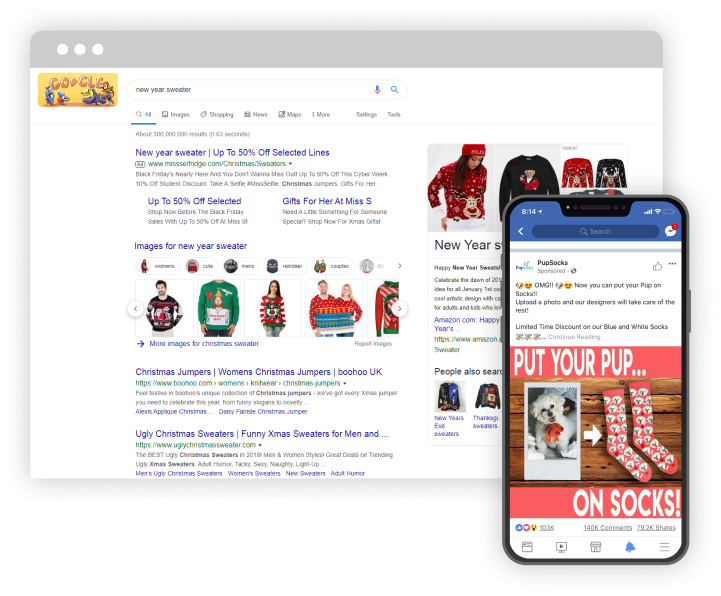 GOOGLE
new year sweater
All Images Shopping News Maps More Settings Tools
About 300,000,000 results (0.63 seconds)
New year sweater | Up To 50% Off Selected Lines
Ad www.missselfridge.com/Christmas/Sweaters
Black Friday's Nearly Here And You Don't Wanna Miss Out! Up To 50% Off This Cyber Week.
10% Off Student Discount. Take A Selfie #MissSelfie. Christmas Jumpers. Gifts For Her
Up To 50% Off Selected
Shop Now Before The Black Friday
Sales With Up To 50% Off At Miss
Gifts For Her At Miss S
Need A Little Something For Someone
Special? Shop Now For Xmas Gifts!
Images for new year sweater
womens cute mens reindeer couples
More images for christmas sweater
Report images
Christmas Jumpers | Womens Christmas Jumpers | boohoo UK
https://www.boohoo.com › womens › knitwear › christmas-jumpers
Feel festive in boohoo's unique collection of Christmas jumpers - we've got every Xmas jumper
you need to celebrate this year, from funny slogans to novelty ...
Alexis Applique Christmas ... · Daisy Fairisle Christmas Jumper
Ugly Christmas Sweaters | Funny Xmas Sweaters for Men and ...
https://www.uglychristmassweater.com
The BEST Ugly Christmas Sweaters in 2018! Men & Women Styles! Great Deals on Trending
Ugly Xmas Sweaters. Adult Humor, Tacky, Sexy, Naughty, Light-Up ...
Men's Ugly Christmas Sweaters · Women's Sweaters · New Sweaters · Adult Humor
New Year s
Happy New Year Sweats!
Celebrate the dawn of 201
idea for all January 1st cou
cool artistic design with co
for adults and kids who lov
Amazon.com: Happy
Year's ...
https://www.amazon.c
Sweater
People also sear
New Years
Eve
sweaters
Thanksgi
sweaters
8:14
Search
1
PupSocks
Sponsored ·
🐶😍 OMG!! 🐶😍 Now you can put your Pup on
Socks!!
Upload a photo and our designers will take care of the
rest!
Limited Time Discount on our Blue and White Socks
... Continue Reading
PUT YOUR PUP...
ON SOCKS!
103K 140K Comments 79.2K Shares